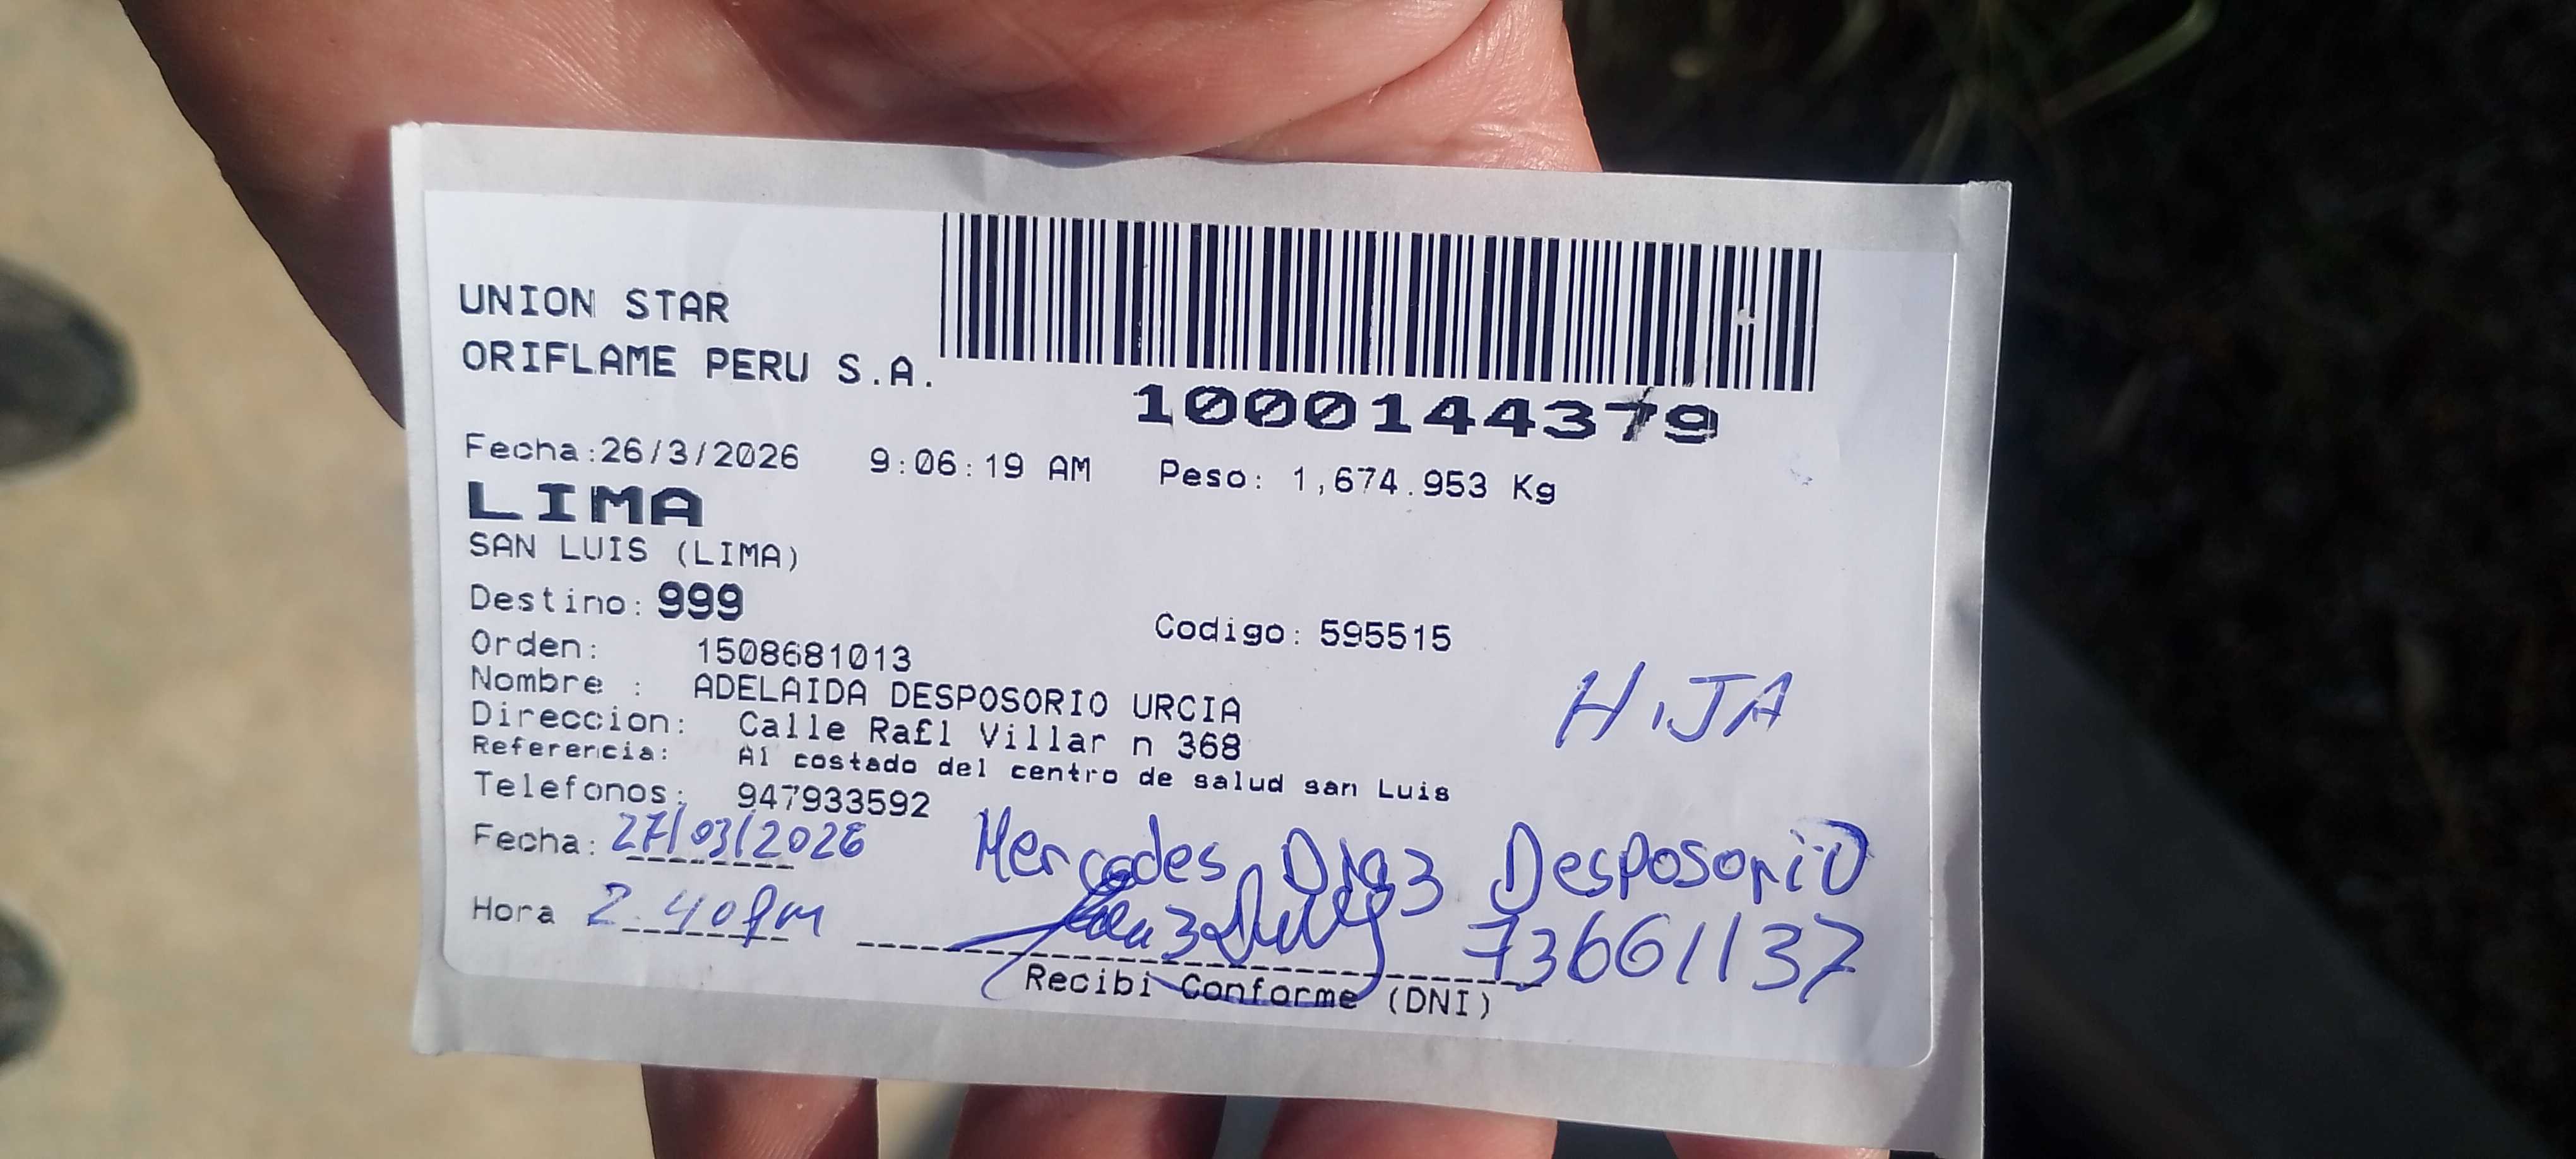 UNION STAR
ORIFLAME PERU S.A.
1000144379
Fecha:26/3/2026 9:06:19 AM Peso: 1,674.953 Kg
LIMA
SAN LUIS (LIMA)
Destino: 999
Codigo: 595515
Orden: 1508681013
Nombre : ADELAIDA DESPOSORIO URCIA
HIJA
Direccion: Calle Ra£l Villar n 368
Referencia: Al costado del centro de salud san Luis
Telefonos: 947933592
Fecha: 27/03/2026 Mercedes Diaz Desposorio
Hora 2.40pm 73661137
Recibi Conforme (DNI)